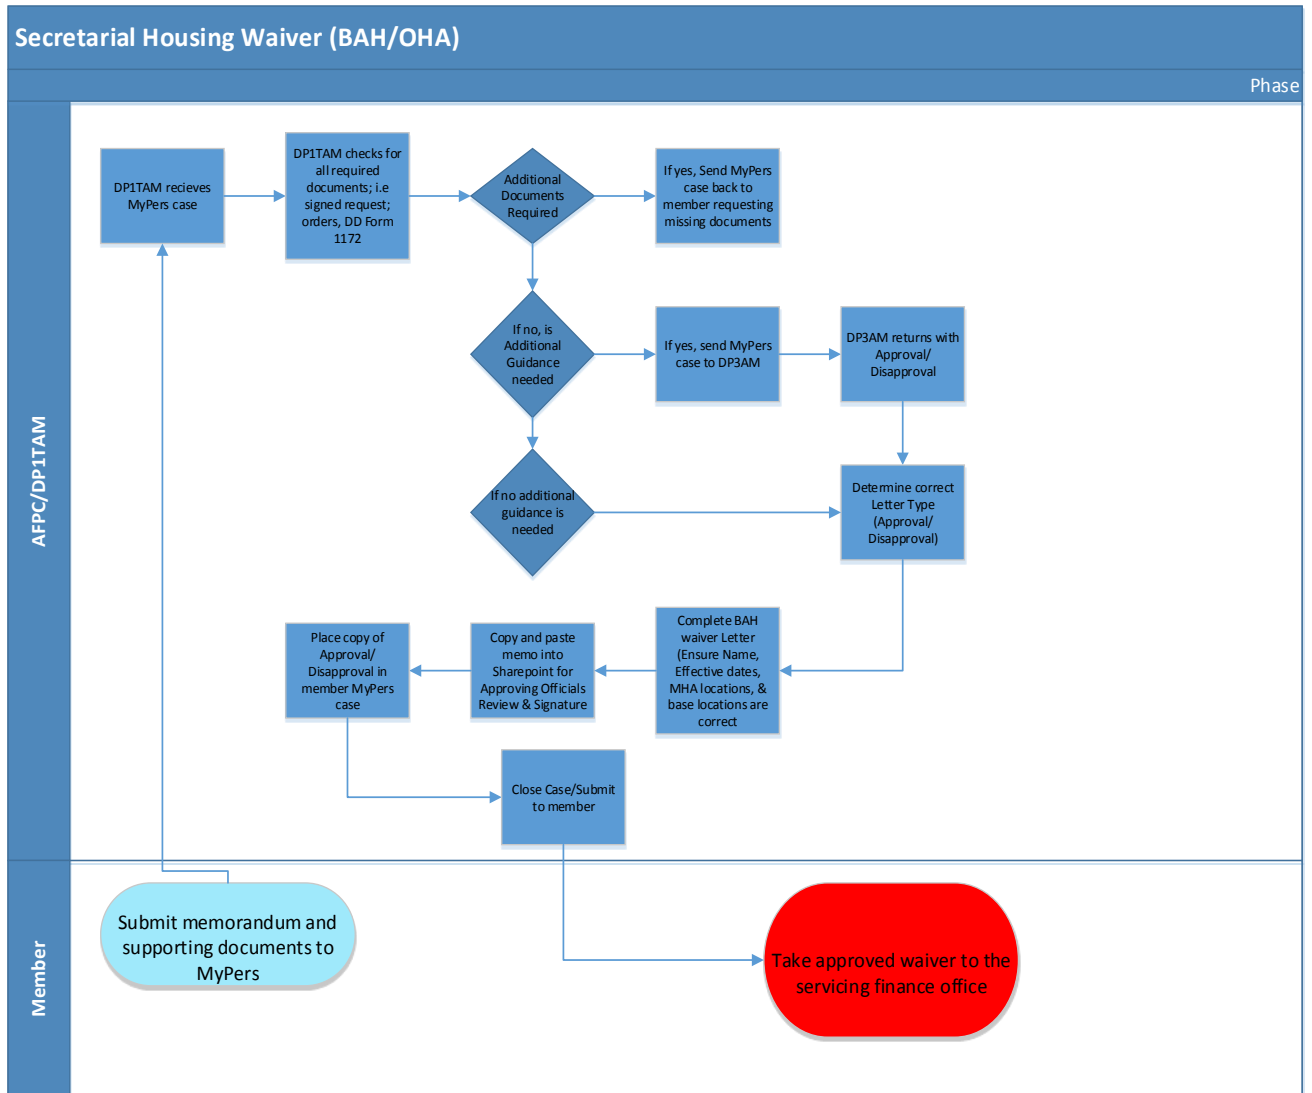 Secretarial Housing Waiver (BAH/OHA)
Phase
AFPC/DP1TAM
DP1TAM recieves
MyPers case
DP1TAM checks for
all required
documents; i.e
signed request;
orders, DD Form
1172
Additional
Documents
Required
If yes, Send MyPers
case back to
member requesting
missing documents
If no, is
Additional
Guidance
needed
If yes, send MyPers
case to DP3AM
DP3AM returns with
Approval/
Disapproval
If no additional
guidance is
needed
Determine correct
Letter Type
(Approval/
Disapproval)
Complete BAH
waiver Letter
(Ensure Name,
Effective dates,
MHA locations, &
base locations are
correct
Copy and paste
memo into
Sharepoint for
Approving Officials
Review & Signature
Place copy of
Approval/
Disapproval in
member MyPers
case
Close Case/Submit
to member
Member
Submit memorandum and
supporting documents to
MyPers
Take approved waiver to the
servicing finance office